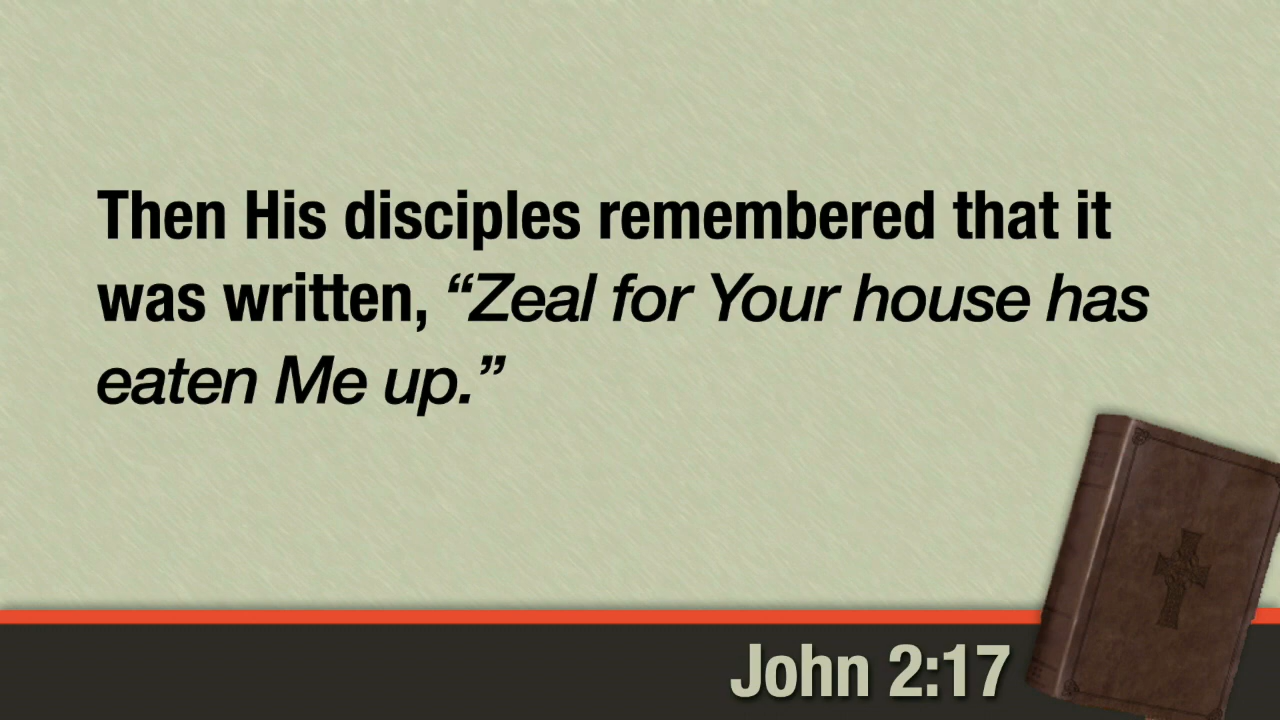 Then His disciples remembered that it
was written, “Zeal for Your house has
eaten Me up.”
John 2:17